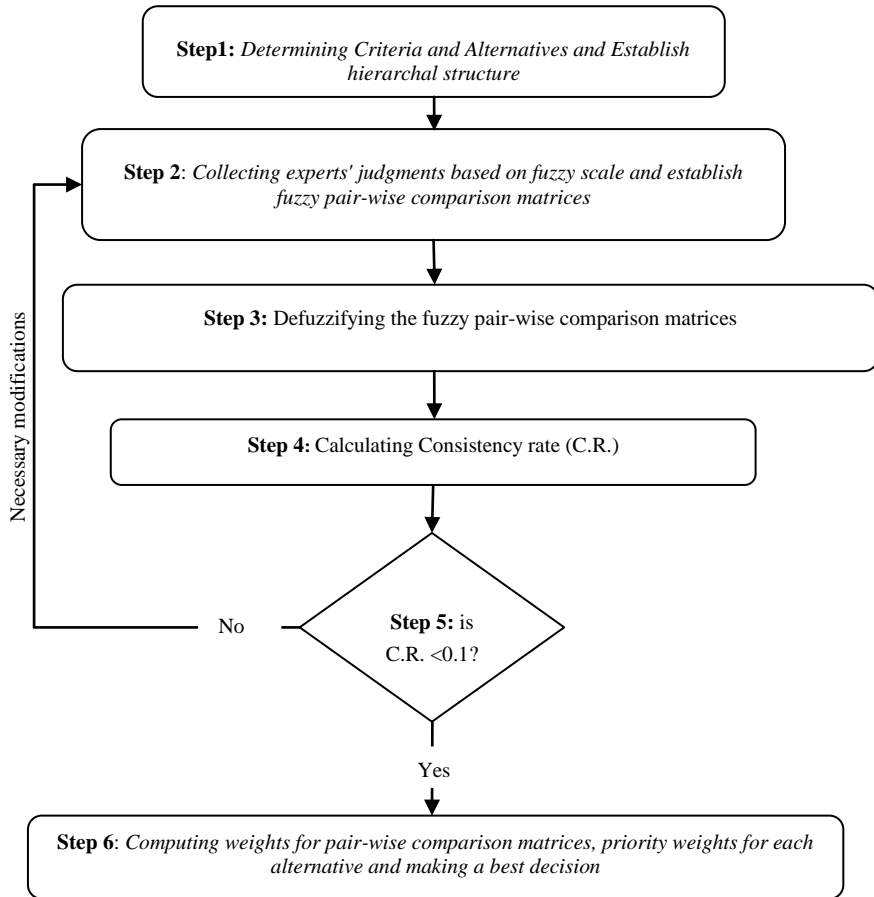 Step1: Determining Criteria and Alternatives and Establish
hierarchal structure
Step 2: Collecting experts' judgments based on fuzzy scale and establish
fuzzy pair-wise comparison matrices
Step 3: Defuzzifying the fuzzy pair-wise comparison matrices
Necessary modifications
Step 4: Calculating Consistency rate (C.R.)
No
Step 5: is
C.R. <0.1?
Yes
Step 6: Computing weights for pair-wise comparison matrices, priority weights for each
alternative and making a best decision